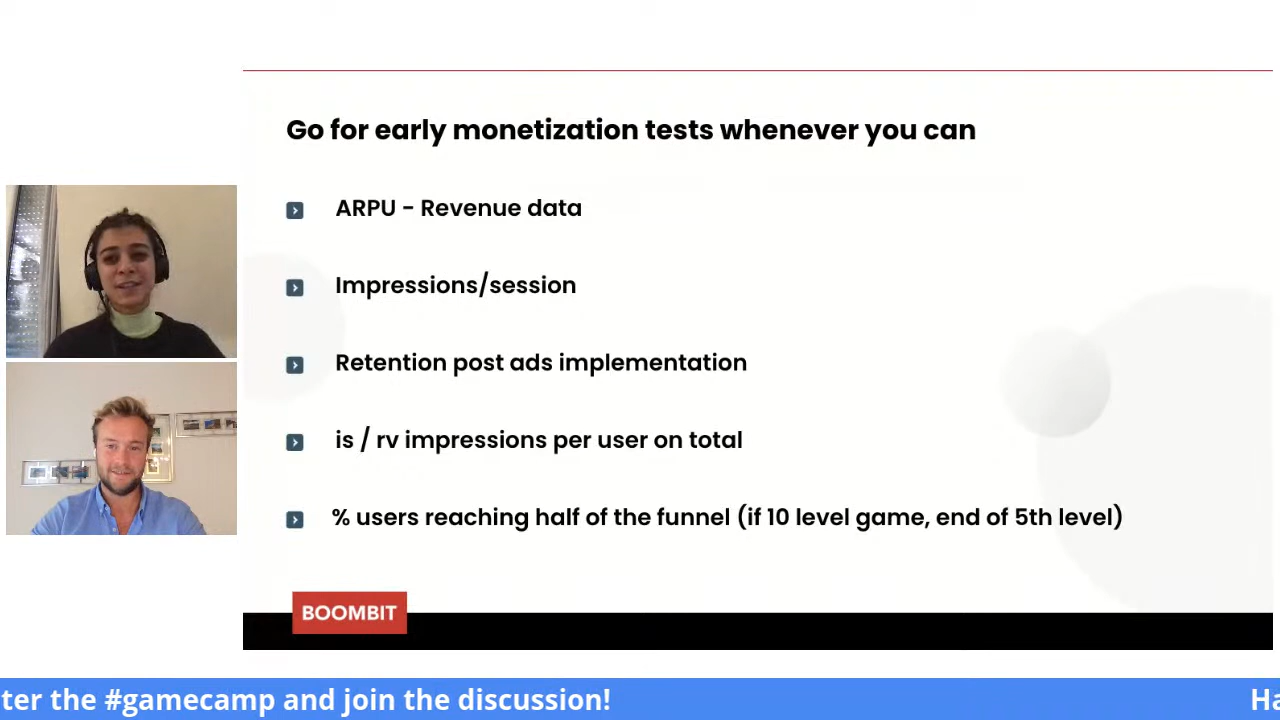 Go for early monetization tests whenever you can
ARPU - Revenue data
Impressions/session
Retention post ads implementation
is / rv impressions per user on total
% users reaching half of the funnel (if 10 level game, end of 5th level)
BOOMBIT
ter the #gamecamp and join the discussion! Ha